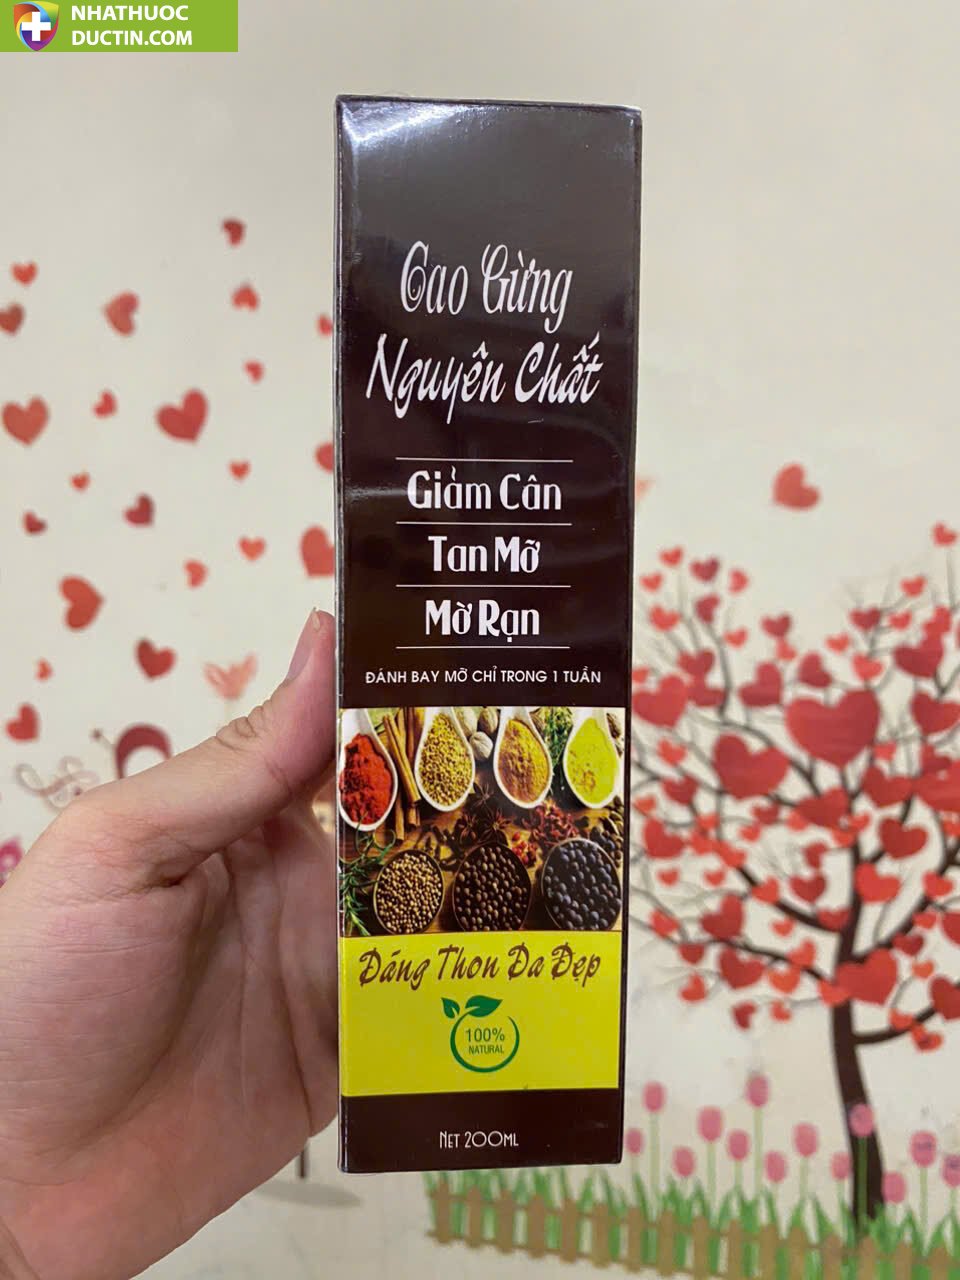 NHATHUOC
DUCTIN.COM
Cao Gừng
Nguyên Chất
Giảm Cân
Tan Mỡ
Mờ Rạn
ĐÁNH BAY MỠ CHỈ TRONG 1 TUẦN
Dáng Thon Da Đẹp
100%
NATURAL
NET 200ML